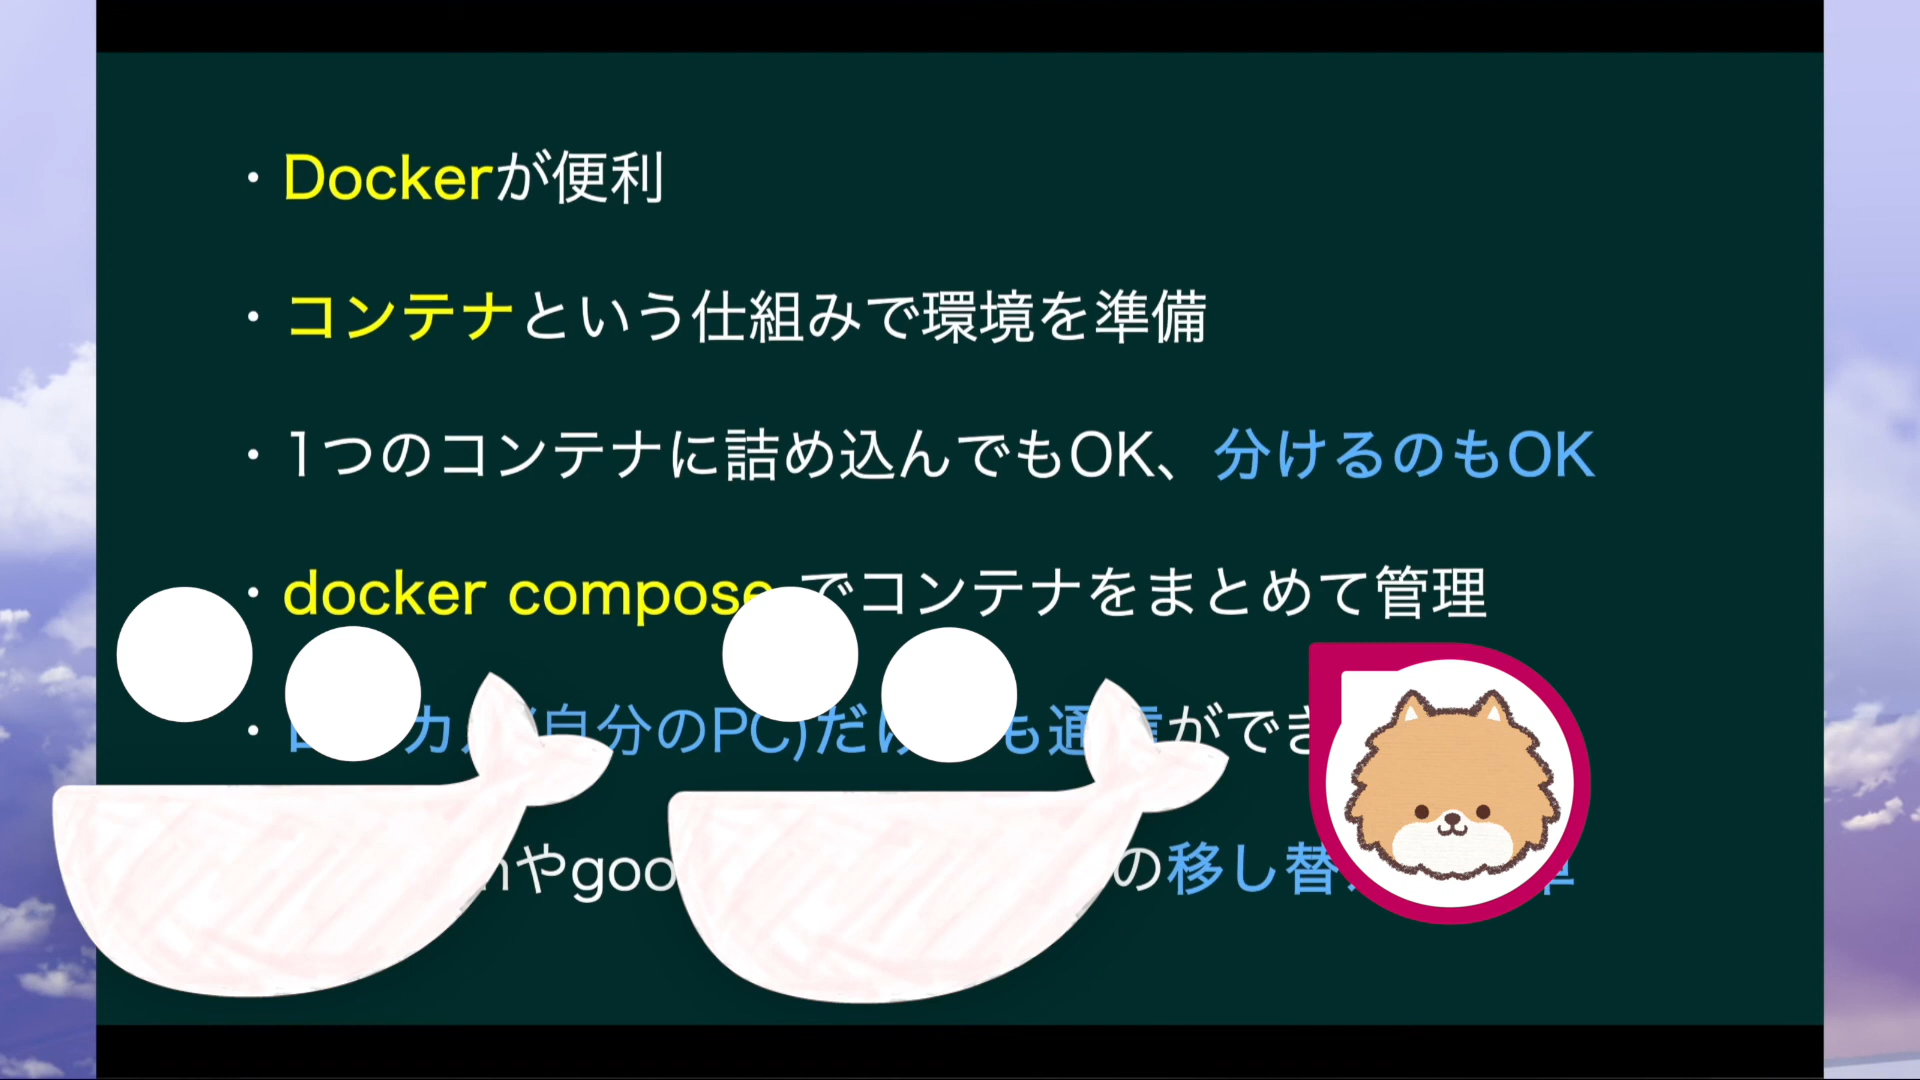 ・Dockerが便利
・コンテナという仕組みで環境を準備
・1つのコンテナに詰め込んでもOK、分けるのもOK
・docker compose でコンテナをまとめて管理
・カ 自分のPC)だけ も通信ができ
やgoo の移し替